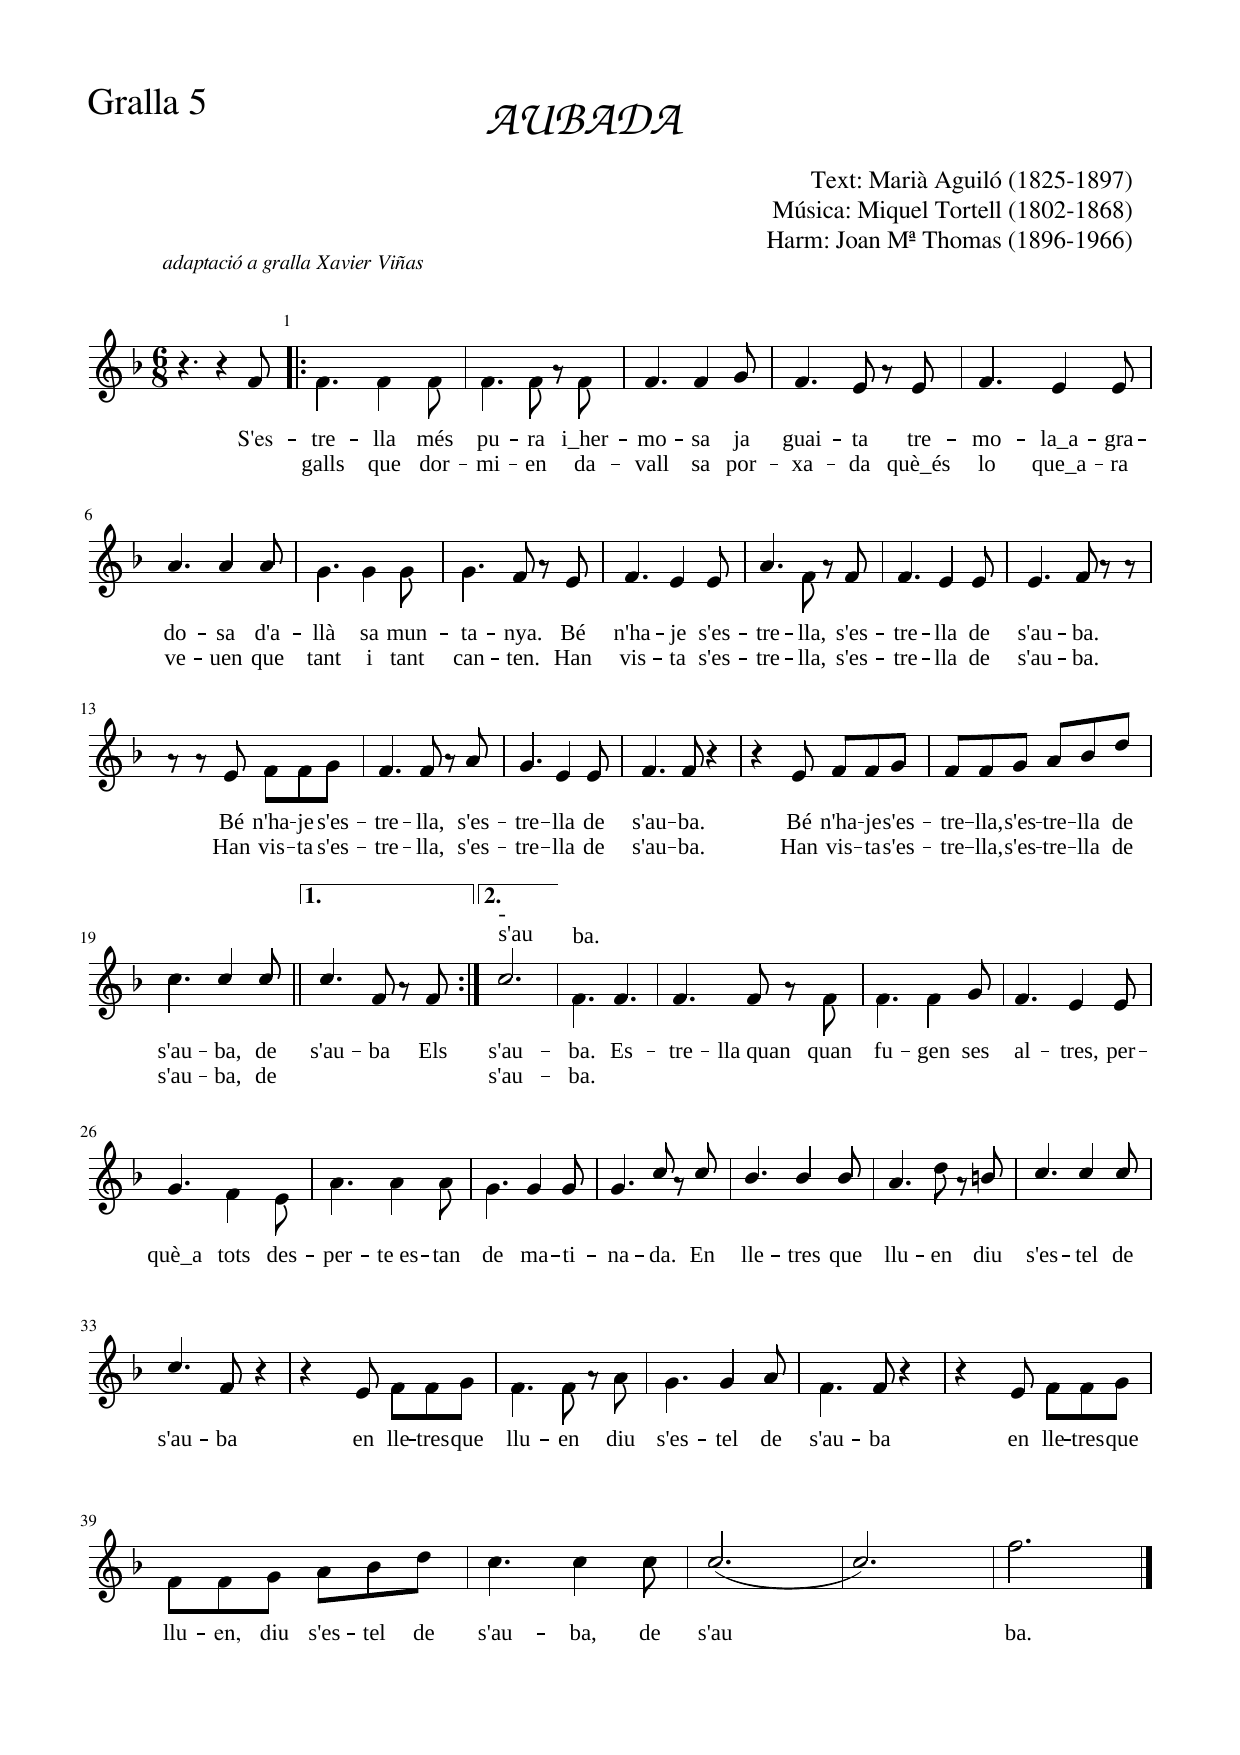 Gralla 5
AUBADA
Text: Marià Aguiló (1825-1897)
Música: Miquel Tortell (1802-1868)
Harm: Joan Mª Thomas (1896-1966)
adaptació a gralla Xavier Viñas
1
6
8
S'es – tre – lla més pu – ra i_her – mo – sa ja guai – ta tre – mo – la_a – gra –
galls que dor – mi – en da – vall sa por – xa – da què_és lo que_a – ra
6
do – sa d'a – llà sa mun – ta – nya. Bé n'ha – je s'es – tre – lla, s'es – tre – lla de s'au – ba.
ve – uen que tant i tant can – ten. Han vis – ta s'es – tre – lla, s'es – tre – lla de s'au – ba.
13
Bé n'ha – je s'es – tre – lla, s'es – tre – lla de s'au – ba. Bé n'ha – je s'es – tre – lla, s'es – tre – lla de
Han vis – ta s'es – tre – lla, s'es – tre – lla de s'au – ba. Han vis – ta s'es – tre – lla, s'es – tre – lla de
1. 2.
-
s'au ba.
19
s'au – ba, de s'au – ba Els s'au – ba. Es – tre – lla quan quan fu – gen ses al – tres, per –
s'au – ba, de s'au – ba.
26
què_a tots des – per – te es – tan de ma – ti – na – da. En lle – tres que llu – en diu s'es – tel de
33
s'au – ba en lle – tres que llu – en diu s'es – tel de s'au – ba en lle – tres que
39
llu – en, diu s'es – tel de s'au – ba, de s'au ba.